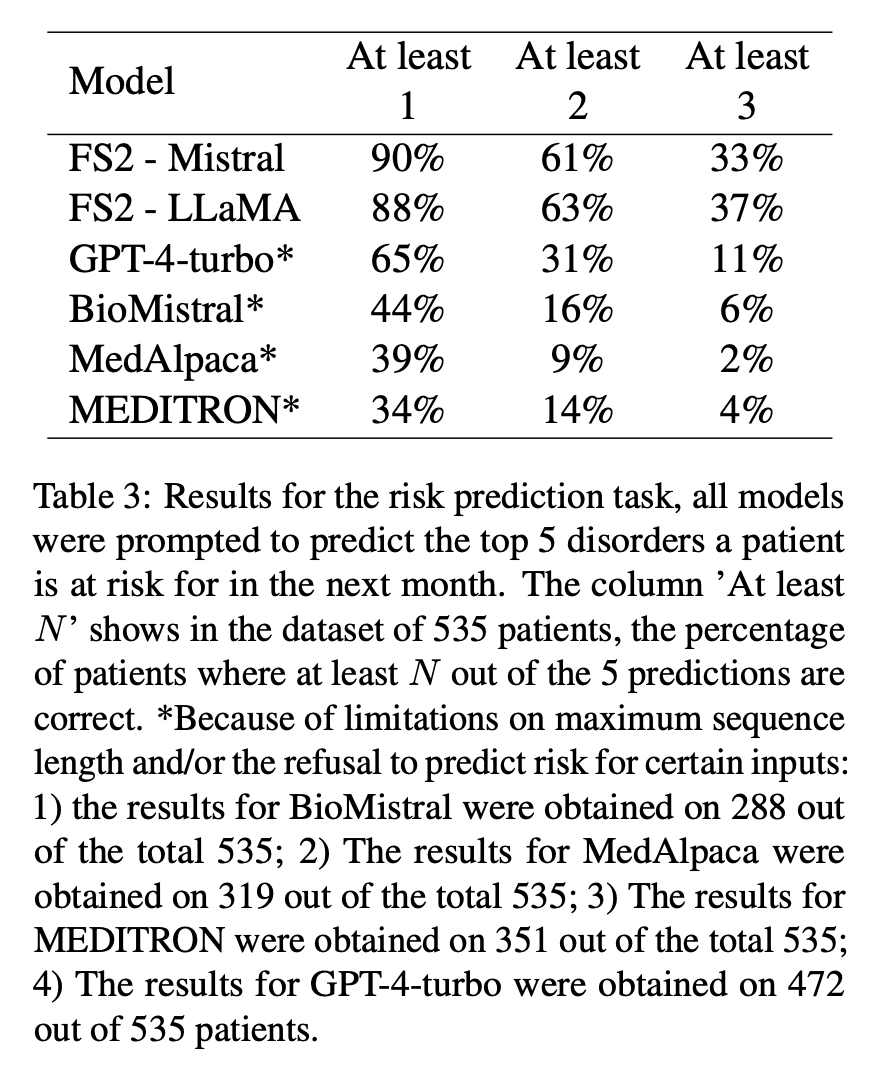 Model At least 1 At least 2 At least 3
FS2 - Mistral 90% 61% 33%
FS2 - LLaMA 88% 63% 37%
GPT-4-turbo* 65% 31% 11%
BioMistral* 44% 16% 6%
MedAlpaca* 39% 9% 2%
MEDITRON* 34% 14% 4%
Table 3: Results for the risk prediction task, all models
were prompted to predict the top 5 disorders a patient
is at risk for in the next month. The column ’At least
N’ shows in the dataset of 535 patients, the percentage
of patients where at least N out of the 5 predictions are
correct. *Because of limitations on maximum sequence
length and/or the refusal to predict risk for certain inputs:
1) the results for BioMistral were obtained on 288 out
of the total 535; 2) The results for MedAlpaca were
obtained on 319 out of the total 535; 3) The results for
MEDITRON were obtained on 351 out of the total 535;
4) The results for GPT-4-turbo were obtained on 472
out of 535 patients.